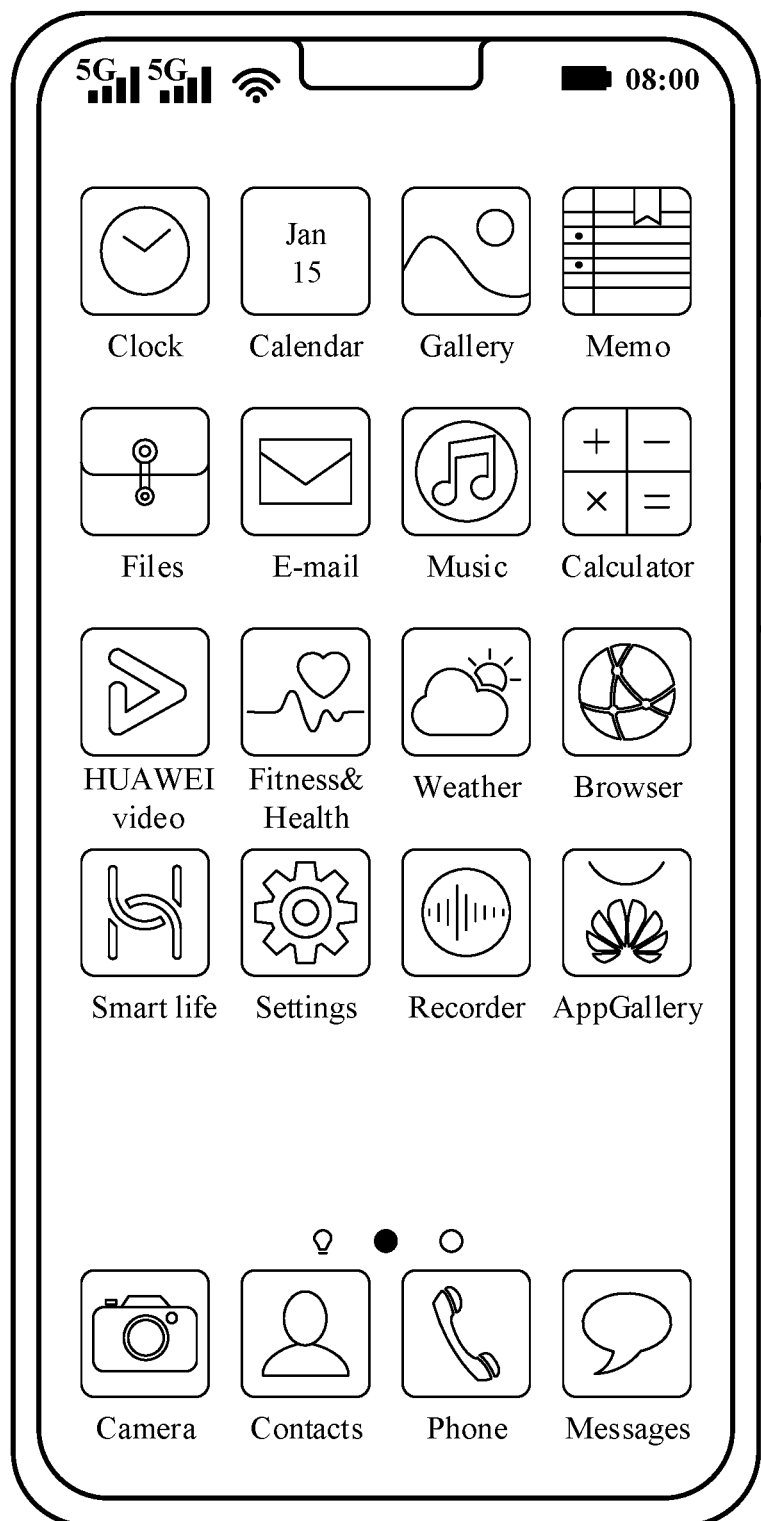 5G 5G 08:00
Jan
15
Clock Calendar Gallery Memo
+ −
× =
Files E-mail Music Calculator
HUAWEI Fitness& Weather Browser
video Health
Smart life Settings Recorder AppGallery
Camera Contacts Phone Messages